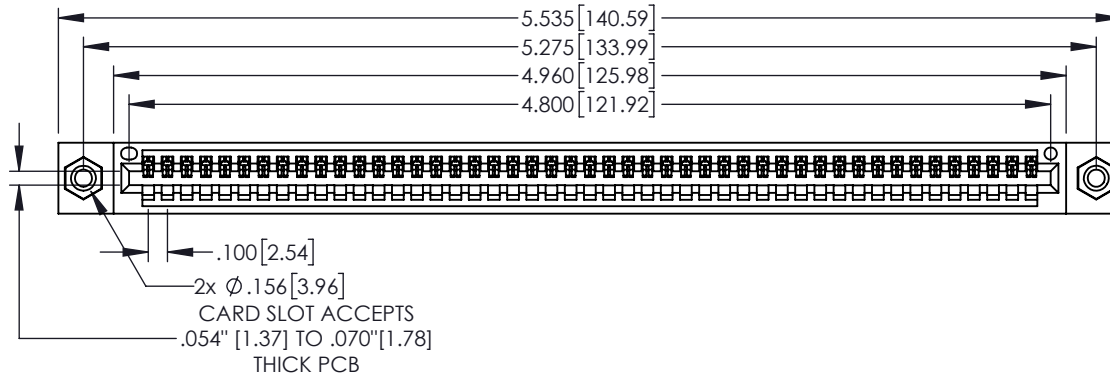 5.535[140.59]
5.275[133.99]
4.960[125.98]
4.800[121.92]
.100[2.54]
2x Ø.156[3.96]
CARD SLOT ACCEPTS
.054" [1.37] TO .070"[1.78]
THICK PCB